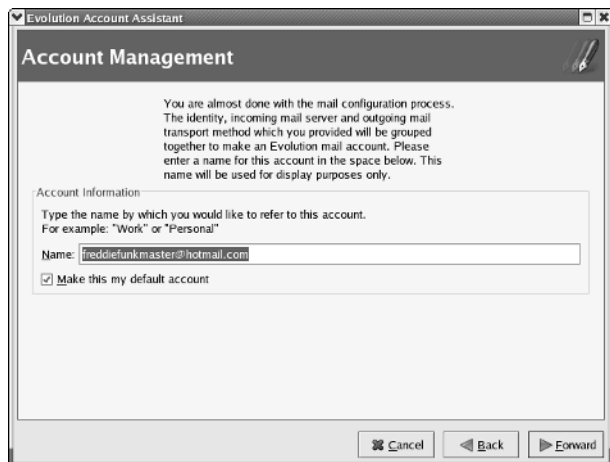 Evolution Account Assistant
Account Management
You are almost done with the mail configuration process.
The identity, incoming mail server and outgoing mail
transport method which you provided will be grouped
together to make an Evolution mail account. Please
enter a name for this account in the space below. This
name will be used for display purposes only.
Account Information
Type the name by which you would like to refer to this account.
For example: "Work" or "Personal"
Name: freddiefunkmaster@hotmail.com
Make this my default account
Cancel
Back
Forward